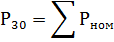 Р₃₀ = ∑ Рном